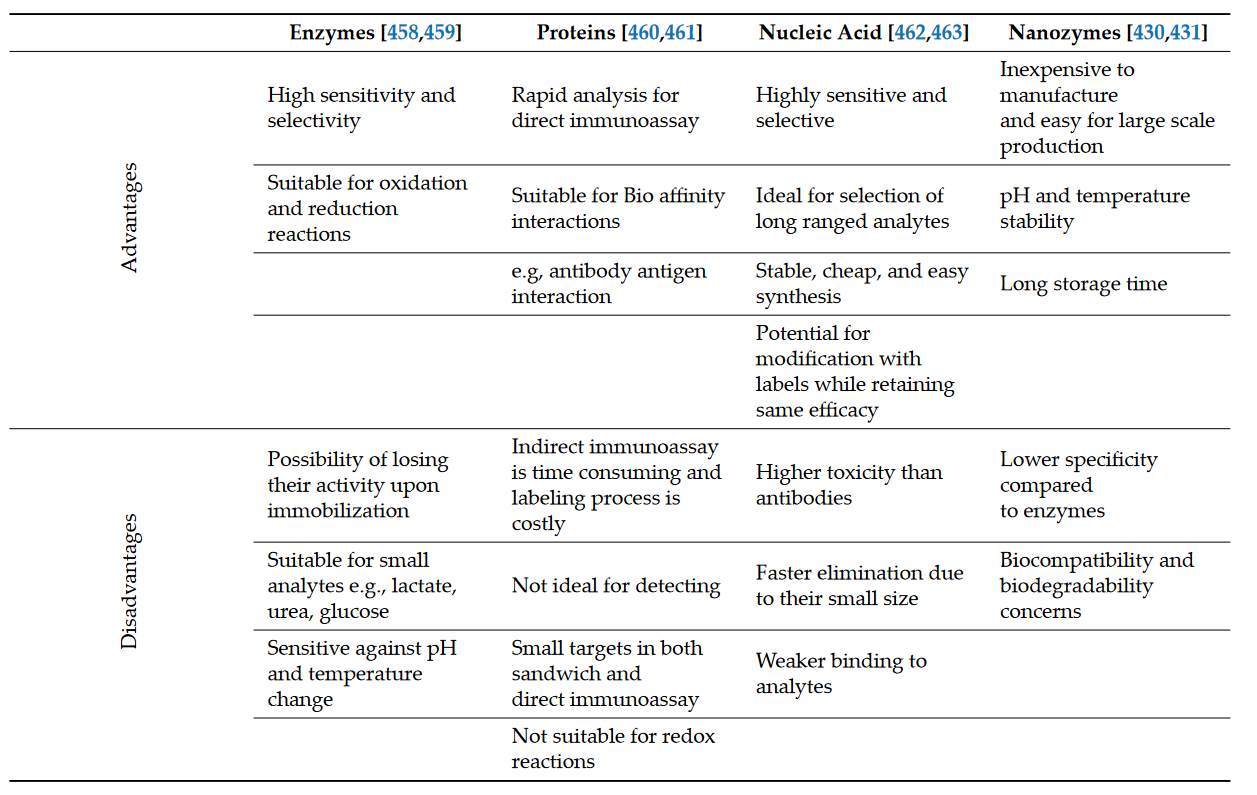 Enzymes [458,459] Proteins [460,461] Nucleic Acid [462,463] Nanozymes [430,431]
Advantages
High sensitivity and
selectivity
Rapid analysis for
direct immunoassay
Highly sensitive and
selective
Inexpensive to
manufacture
and easy for large scale
production
Suitable for oxidation
and reduction
reactions
Suitable for Bio affinity
interactions
Ideal for selection of
long ranged analytes
pH and temperature
stability
e.g, antibody antigen
interaction
Stable, cheap, and easy
synthesis
Long storage time
Potential for
modification with
labels while retaining
same efficacy
Disadvantages
Possibility of losing
their activity upon
immobilization
Indirect immunoassay
is time consuming and
labeling process is
costly
Higher toxicity than
antibodies
Lower specificity
compared
to enzymes
Suitable for small
analytes e.g., lactate,
urea, glucose
Not ideal for detecting
Faster elimination due
to their small size
Biocompatibility and
biodegradability
concerns
Sensitive against pH
and temperature
change
Small targets in both
sandwich and
direct immunoassay
Weaker binding to
analytes
Not suitable for redox
reactions